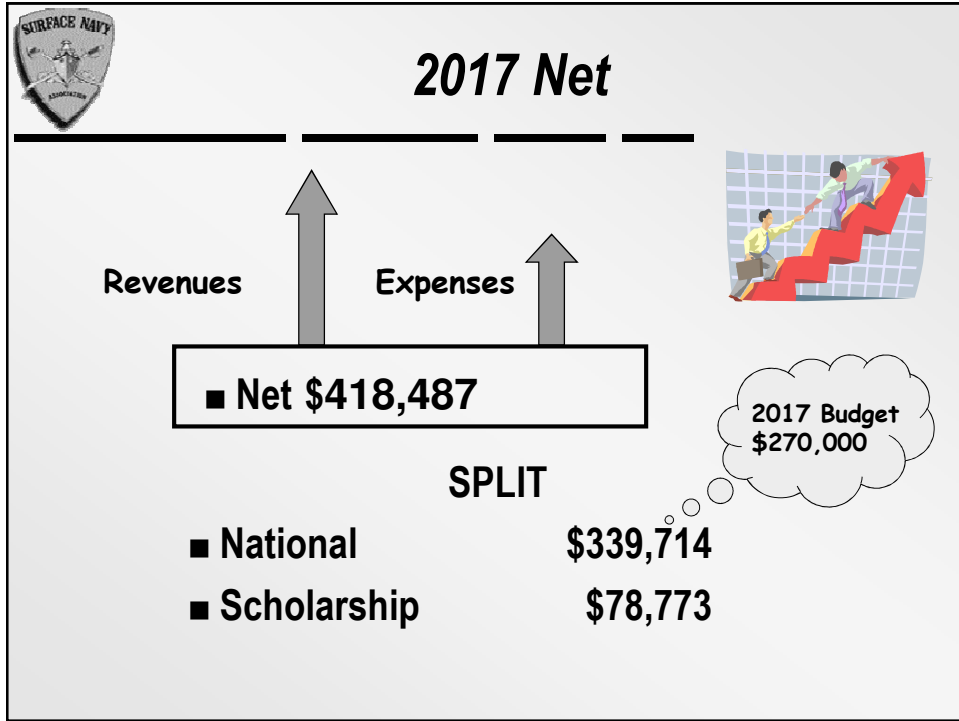 SURFACE NAVY
ASSOCIATION
2017 Net
Revenues
Expenses
■ Net $418,487
2017 Budget
$270,000
SPLIT
■ National $339,714
■ Scholarship $78,773